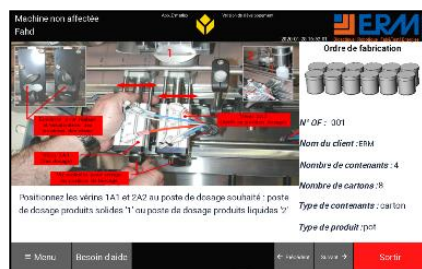 Machine non affectée
Fahd
ERM
Ordre de fabrication
1
N° OF : 001
Nom du client :ERM
Nombre de contenants : 4
Nombre de cartons :8
Type de contenants : carton
Type de produit :pot
Positionnez les vérins 1A1 et 2A2 au poste de dosage souhaité : poste
de dosage produits solides '1' ou poste de dosage produits liquides '2'
≡ Menu
Besoin d'aide
← Précédent
Suivant →
Sortir